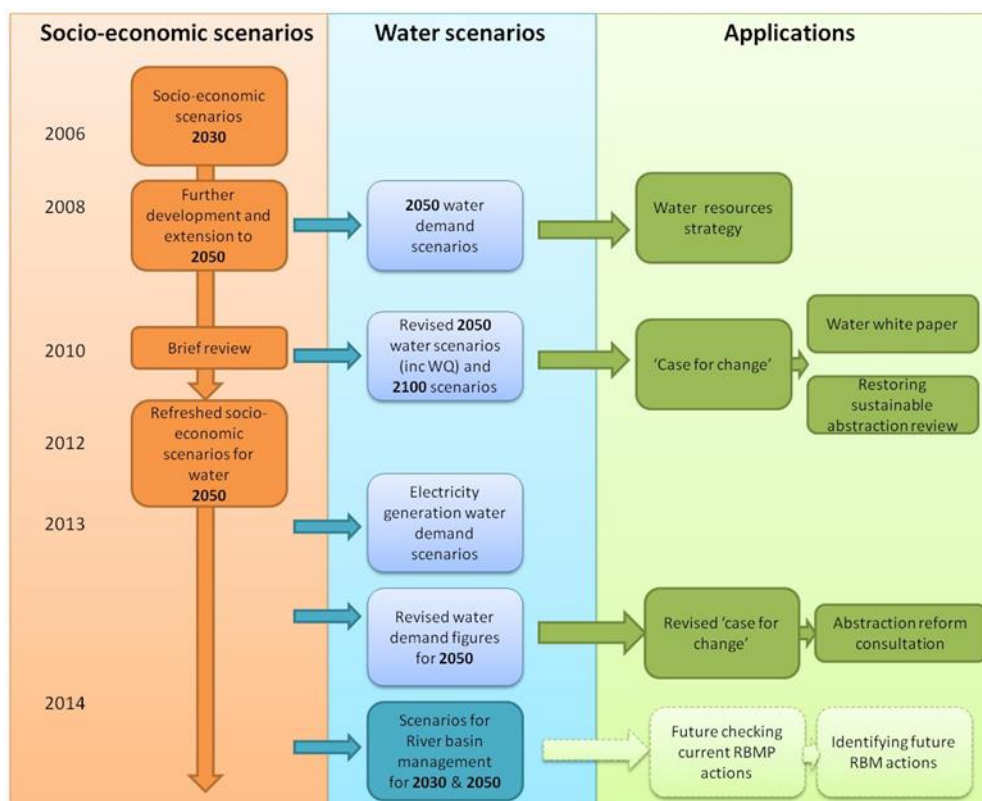 Socio-economic scenarios
Water scenarios
Applications
2006
Socio-economic
scenarios
2030
2008
Further
development and
extension to
2050
2050 water
demand
scenarios
Water resources
strategy
2010
Brief review
Revised 2050
water scenarios
(inc WQ) and
2100 scenarios
‘Case for change’
Water white paper
Restoring
sustainable
abstraction review
2012
Refreshed socio-
economic
scenarios for
water
2050
2013
Electricity
generation water
demand
scenarios
Revised water
demand figures
for 2050
Revised ‘case for
change’
Abstraction reform
consultation
2014
Scenarios for
River basin
management
for 2030 & 2050
Future checking
current RBMP
actions
Identifying future
RBM actions